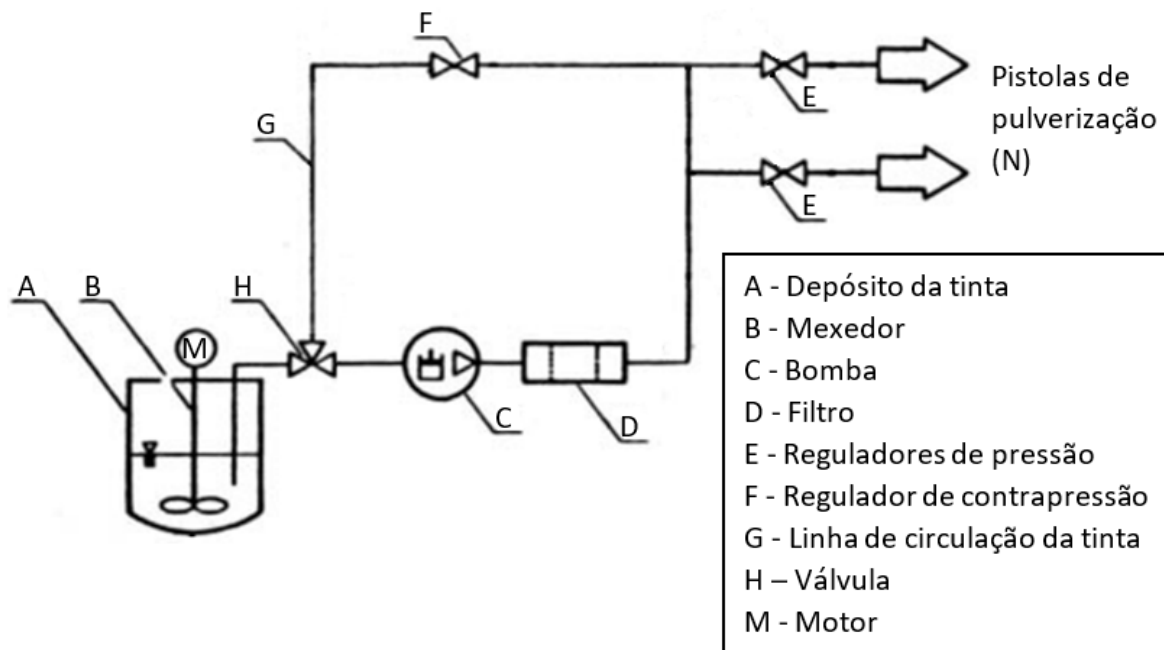 F
E
Pistolas de
pulverização
(N)
G
E
A
B
H
M
C
D
A - Depósito da tinta
B - Mexedor
C - Bomba
D - Filtro
E - Reguladores de pressão
F - Regulador de contrapressão
G - Linha de circulação da tinta
H – Válvula
M - Motor